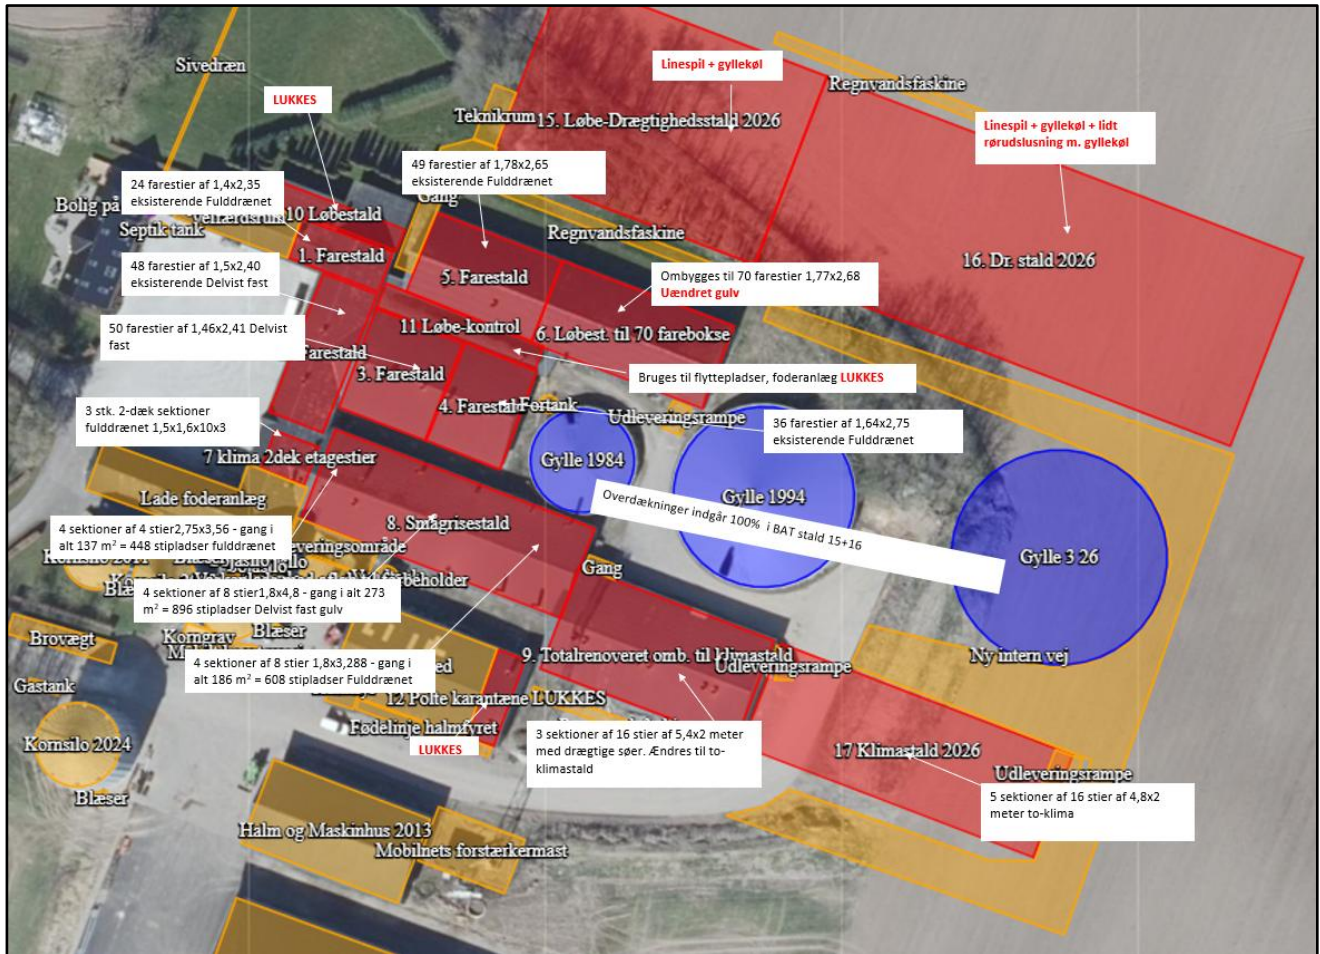 Sivedræn
LUKKES
Linespil + gyllekøl
Regnvandsfaskine
Teknikrum
15. Løbe-Drægtighedsstald 2026
Linespil + gyllekøl + lidt
rørudslusning m. gyllekøl
49 farestier af 1,78x2,65
eksisterende Fulddrænet
24 farestier af 1,4x2,35
eksisterende Fulddrænet
Gang
Bolig på
10 Løbestald
Septik tank
Regnvandsfaskine
1. Farestald
48 farestier af 1,5x2,40
eksisterende Delvist fast
5. Farestald
Ombygges til 70 farestier 1,77x2,68
Uændret gulv
16. Dr. stald 2026
50 farestier af 1,46x2,41 Delvist
fast
11 Løbe-kontrol
6. Løbest. til 70 farebokse
Farestald
3. Farestald
Bruges til flyttepladser, foderanlæg LUKKES
3 stk. 2-dæk sektioner
fulddrænet 1,5x1,6x10x3
4. Farestald
Fortank
Udleveringsrampe
36 farestier af 1,64x2,75
eksisterende Fulddrænet
7 klima 2dek etagestier
Gylle 1984
Gylle 1994
Lade foderanlæg
Overdækninger indgår 100% i BAT stald 15+16
8. Smågrisestald
4 sektioner af 4 stier2,75x3,56 - gang i
alt 137 m² = 448 stipladser fulddrænet
Gylle 3 26
Gang
4 sektioner af 8 stier1,8x4,8 - gang i alt 273
m² = 896 stipladser Delvist fast gulv
Brovægt
Korngrav
Blæser
4 sektioner af 8 stier 1,8x3,288 - gang i
alt 186 m² = 608 stipladser Fulddrænet
9. Totalrenoveret omb. til klimastald
Udleveringsrampe
Ny intern vej
Gastank
12 Polte karantæne LUKKES
Fødelinje halmfyret
LUKKES
3 sektioner af 16 stier af 5,4x2 meter
med drægtige søer. Ændres til to-
klimastald
Kornsilo 2024
17 Klimastald 2026
Udleveringsrampe
Blæser
5 sektioner af 16 stier af 4,8x2
meter to-klima
Halm og Maskinhus 2013
Mobilnets forstærkermast